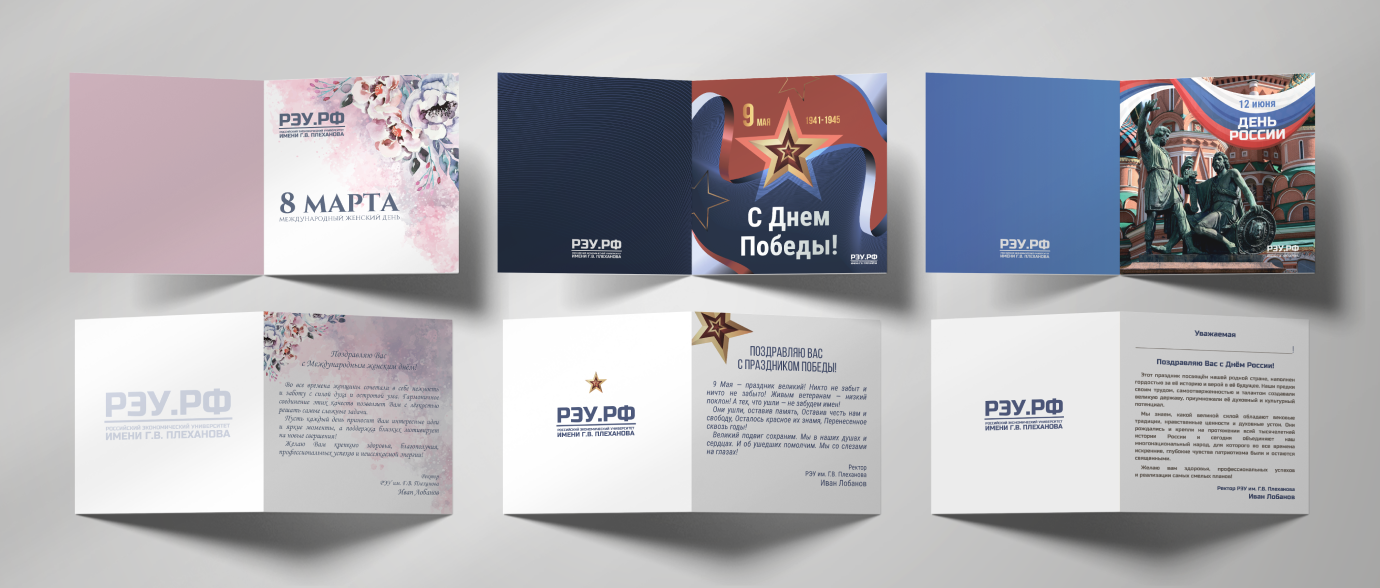 РЭУ.РФ
РОССИЙСКИЙ ЭКОНОМИЧЕСКИЙ УНИВЕРСИТЕТ
ИМЕНИ Г.В. ПЛЕХАНОВА
8 МАРТА
МЕЖДУНАРОДНЫЙ ЖЕНСКИЙ ДЕНЬ
РЭУ.РФ
РОССИЙСКИЙ ЭКОНОМИЧЕСКИЙ УНИВЕРСИТЕТ
ИМЕНИ Г.В. ПЛЕХАНОВА
9 МАЯ
1941-1945
С Днем
Победы!
РЭУ.РФ
РЭУ.РФ
РОССИЙСКИЙ ЭКОНОМИЧЕСКИЙ УНИВЕРСИТЕТ
ИМЕНИ Г.В. ПЛЕХАНОВА
12 июня
ДЕНЬ
РОССИИ
РЭУ.РФ
РЭУ.РФ
РОССИЙСКИЙ ЭКОНОМИЧЕСКИЙ УНИВЕРСИТЕТ
ИМЕНИ Г.В. ПЛЕХАНОВА
Поздравляю Вас
с Международным женским днём!
Во все времена женщины сочетали в себе нежность
и заботу с силой духа и остротой ума. Гармоничное
соединение этих качеств позволяет Вам с лёгкостью
решать самые сложные задачи.
Пусть каждый день приносит Вам интересные идеи
и яркие моменты, а поддержка близких мотивирует
на новые свершения!
Желаю Вам крепкого здоровья, благополучия,
профессиональных успехов и неиссякаемой энергии!
Ректор
РЭУ им. Г.В. Плеханова
Иван Лобанов
РЭУ.РФ
РОССИЙСКИЙ ЭКОНОМИЧЕСКИЙ УНИВЕРСИТЕТ
ИМЕНИ Г.В. ПЛЕХАНОВА
ПОЗДРАВЛЯЮ ВАС
С ПРАЗДНИКОМ ПОБЕДЫ!
9 Мая — праздник великий! Никто не забыт и
ничто не забыто! Живым ветеранам — низкий
поклон! А тех, что ушли — не забудем имен!
Они ушли, оставив память, Оставив честь нам и
свободу, Осталось красное их знамя, Перенесенное
сквозь годы!
Великий подвиг сохраним. Мы в наших душах и
сердцах. И об ушедших помолчим. Мы со слезами
на глазах!
Ректор
РЭУ им. Г.В. Плеханова
Иван Лобанов
РЭУ.РФ
РОССИЙСКИЙ ЭКОНОМИЧЕСКИЙ УНИВЕРСИТЕТ
ИМЕНИ Г.В. ПЛЕХАНОВА
Уважаемая
Поздравляю Вас с Днём России!
Этот праздник посвящён нашей родной стране, наполнен
гордостью за её историю и верой в её будущее. Наши предки
своим трудом, самоотверженностью и талантом создавали
великую державу, приумножали её духовный и культурный
потенциал.
Мы знаем, какой великой силой обладают вековые
традиции, нравственные ценности и духовные устои. Они
рождались и крепли на протяжении всей тысячелетней
истории России и сегодня объединяют наш
многонациональный народ, для которого во все времена
искренние, глубокие чувства патриотизма были и остаются
священными.
Желаю вам здоровья, профессиональных успехов
и реализации самых смелых планов!
Ректор РЭУ им. Г.В. Плеханова
Иван Лобанов